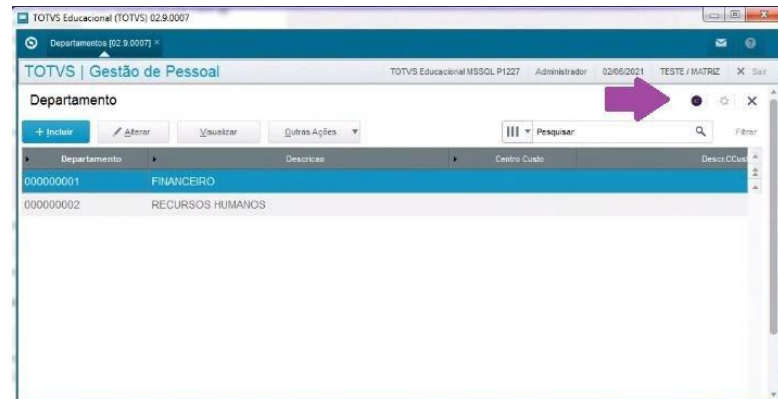 TOTVS Educacional (TOTVS) 02.9.0007
Departamentos [02.9.0007] ×
TOTVS | Gestão de Pessoal TOTVS Educacional MSSQL P1227 Administrador 02/06/2021 TESTE / MATRIZ X Sair
Departamento
+ Incluir Alterar Visualizar Outras Ações Pesquisar Filtrar
Departamento Descricao Centro Custo Descr.CCust
000000001 FINANCEIRO
000000002 RECURSOS HUMANOS